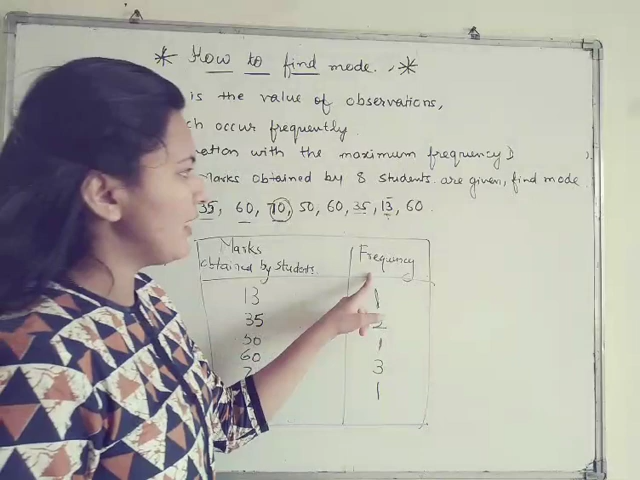 * How to find mode. *
is the value of observations,
ch occur frequently
ation with the maximum frequency)
Marks obtained by 8 students are given, find mode
35, 60, 70, 50, 60, 35, 13, 60
Marks obtained by Students. Frequency
13 1
35 2
50 1
60 3
7 1